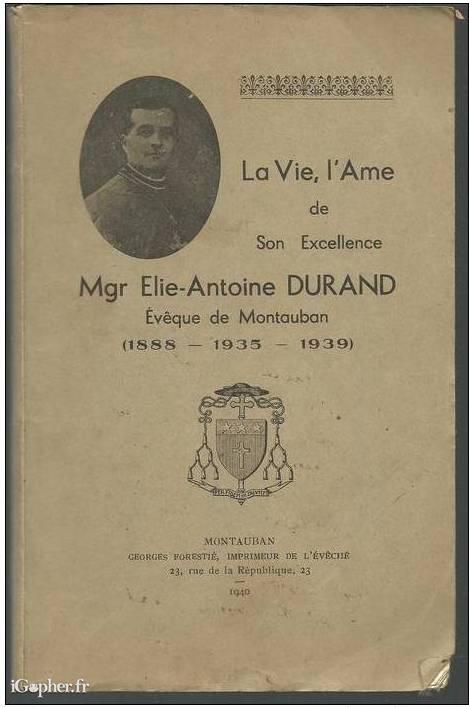 La Vie, l'Ame
de
Son Excellence
Mgr Elie-Antoine DURAND
Évêque de Montauban
(1888 — 1935 — 1939)
MONTAUBAN
GEORGES FORESTIÉ, IMPRIMEUR DE L'ÉVÊCHÉ
23, rue de la République, 23
1940
iGopher.fr